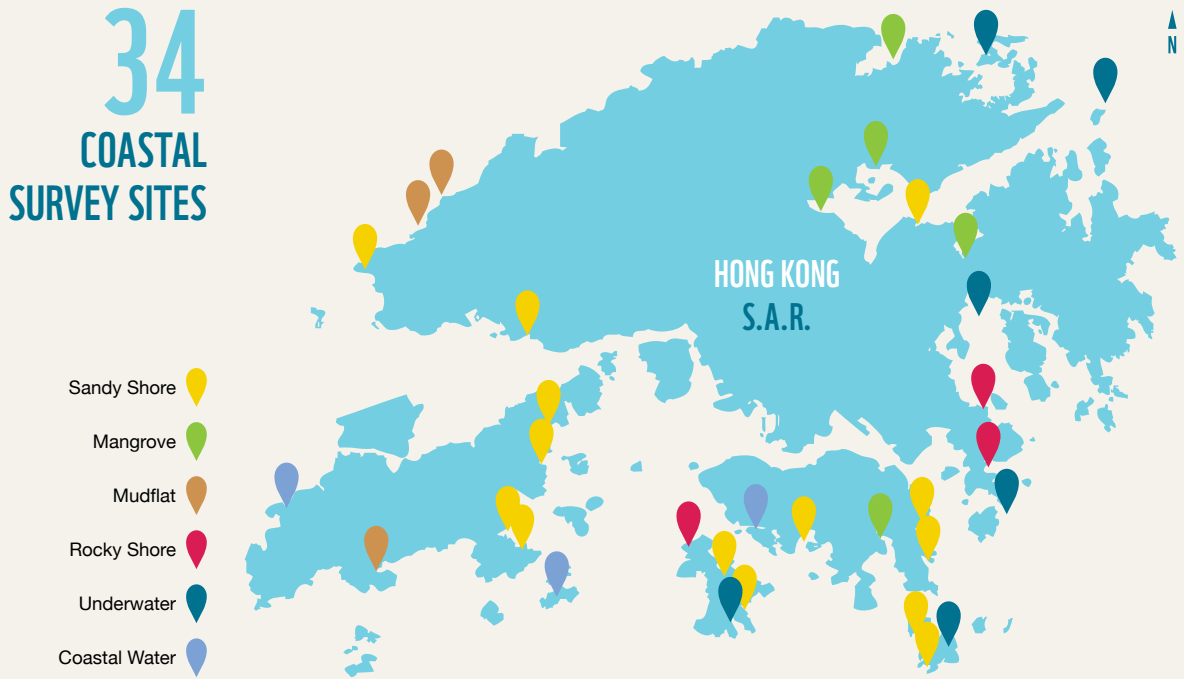 34
COASTAL
SURVEY SITES
N
HONG KONG
S.A.R.
Sandy Shore
Mangrove
Mudflat
Rocky Shore
Underwater
Coastal Water